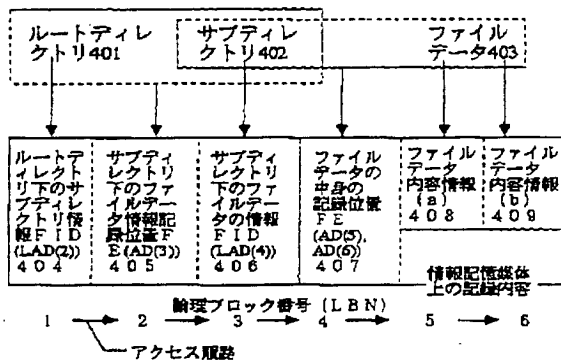 ルートディレ
クトリ401
サブディレ
クトリ402
ファイル
データ403
ルートデ
ィレクト
リ下のサ
ブディレ
クトリ情
報FID
(LAD(2))
404
サブディ
レクトリ
下のファ
イルデー
タ情報記
録位置F
E(AD(3))
405
サブディ
レクトリ
下のファ
イルデー
タの情報
FID
(LAD(4))
406
ファイル
データの
中身の
記録位置
FE
(AD(5),
AD(6))
407
ファイル
データ
内容情報
(a)
408
ファイル
データ
内容情報
(b)
409
情報記憶媒体
上の記録内容
論理ブロック番号(LBN)
1 2 3 4 5 6
アクセス順路